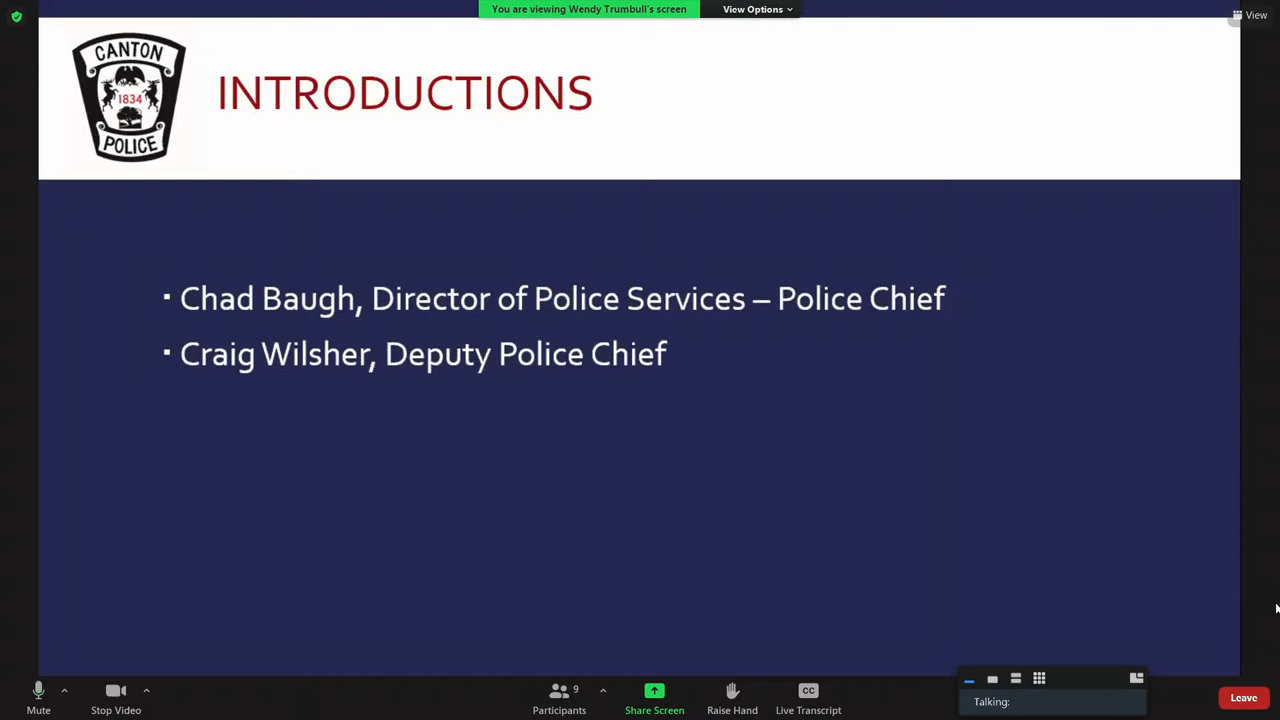 You are viewing Wendy Trumbull's screen
View Options
View
CANTON
1834
POLICE
INTRODUCTIONS
▪ Chad Baugh, Director of Police Services – Police Chief
▪ Craig Wilsher, Deputy Police Chief
Mute
Stop Video
9
Participants
Share Screen
Raise Hand
CC
Live Transcript
Talking:
Leave